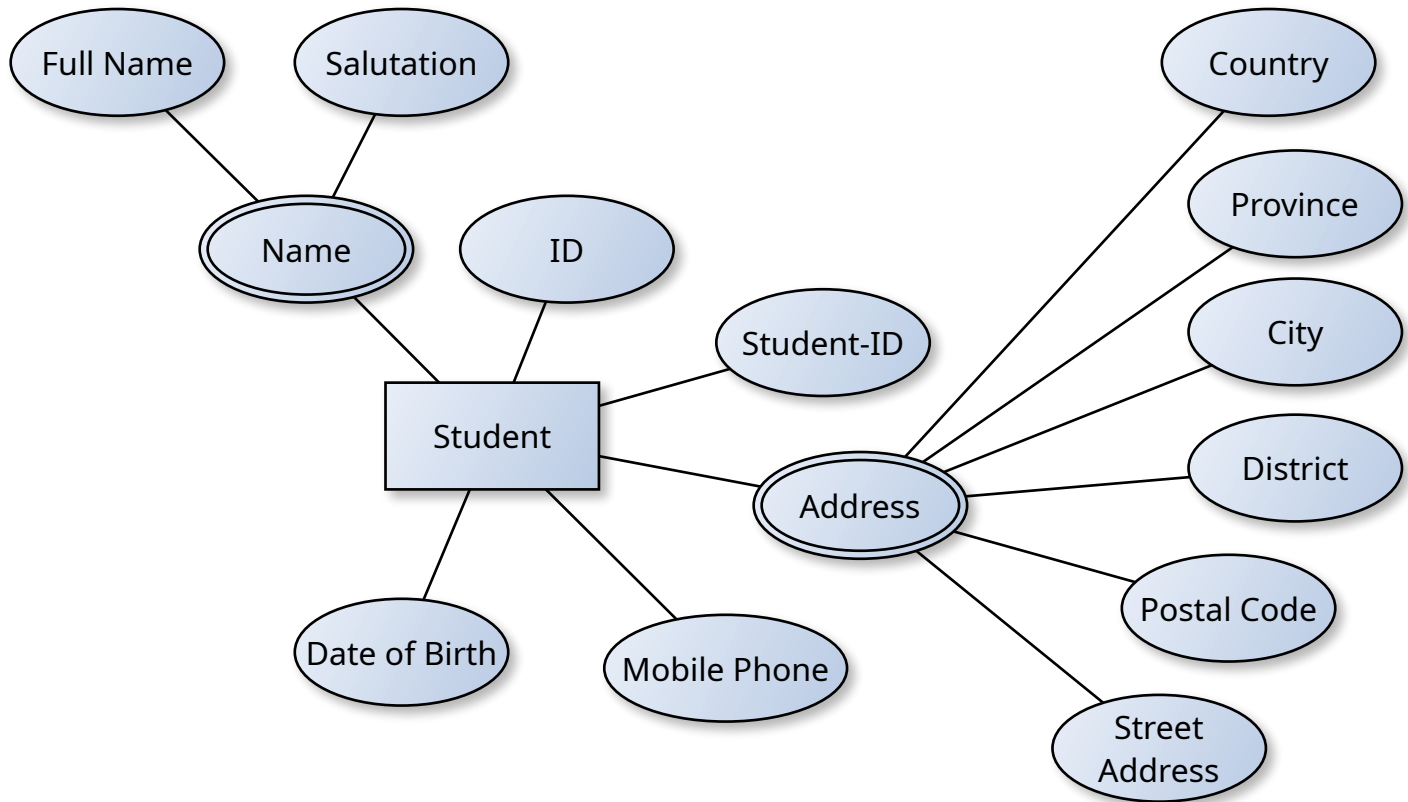 Full Name
Salutation
Country
Province
Name
ID
City
Student-ID
Student
District
Address
Postal Code
Date of Birth
Mobile Phone
Street
Address